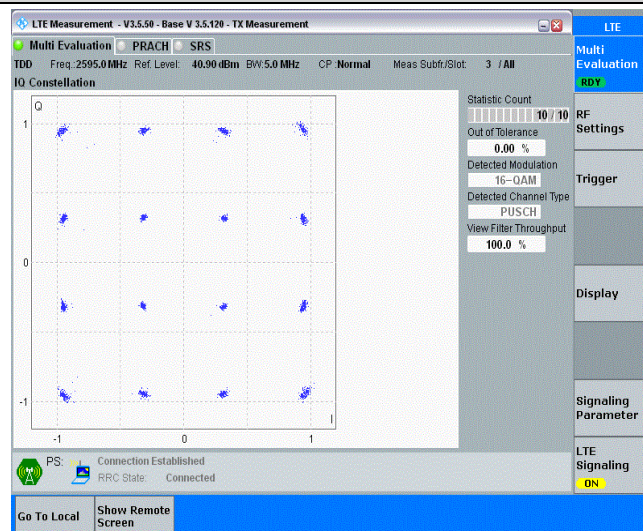 LTE Measurement - V3.5.50 - Base V 3.5.120 - TX Measurement
LTE
Multi Evaluation PRACH SRS
Multi
Evaluation
RDY
TDD Freq.:2595.0 MHz Ref. Level: 40.90 dBm BW:5.0 MHz CP :Normal Meas Subfr./Slot: 3 / All
IQ Constellation
Q
1
0
-1
-1 0 1
I
Statistic Count
10 / 10
Out of Tolerance
0.00 %
Detected Modulation
16-QAM
Detected Channel Type
PUSCH
View Filter Throughput
100.0 %
RF
Settings
Trigger
Display
Signaling
Parameter
LTE
Signaling
ON
PS: Connection Established
RRC State: Connected
Go To Local
Show Remote
Screen